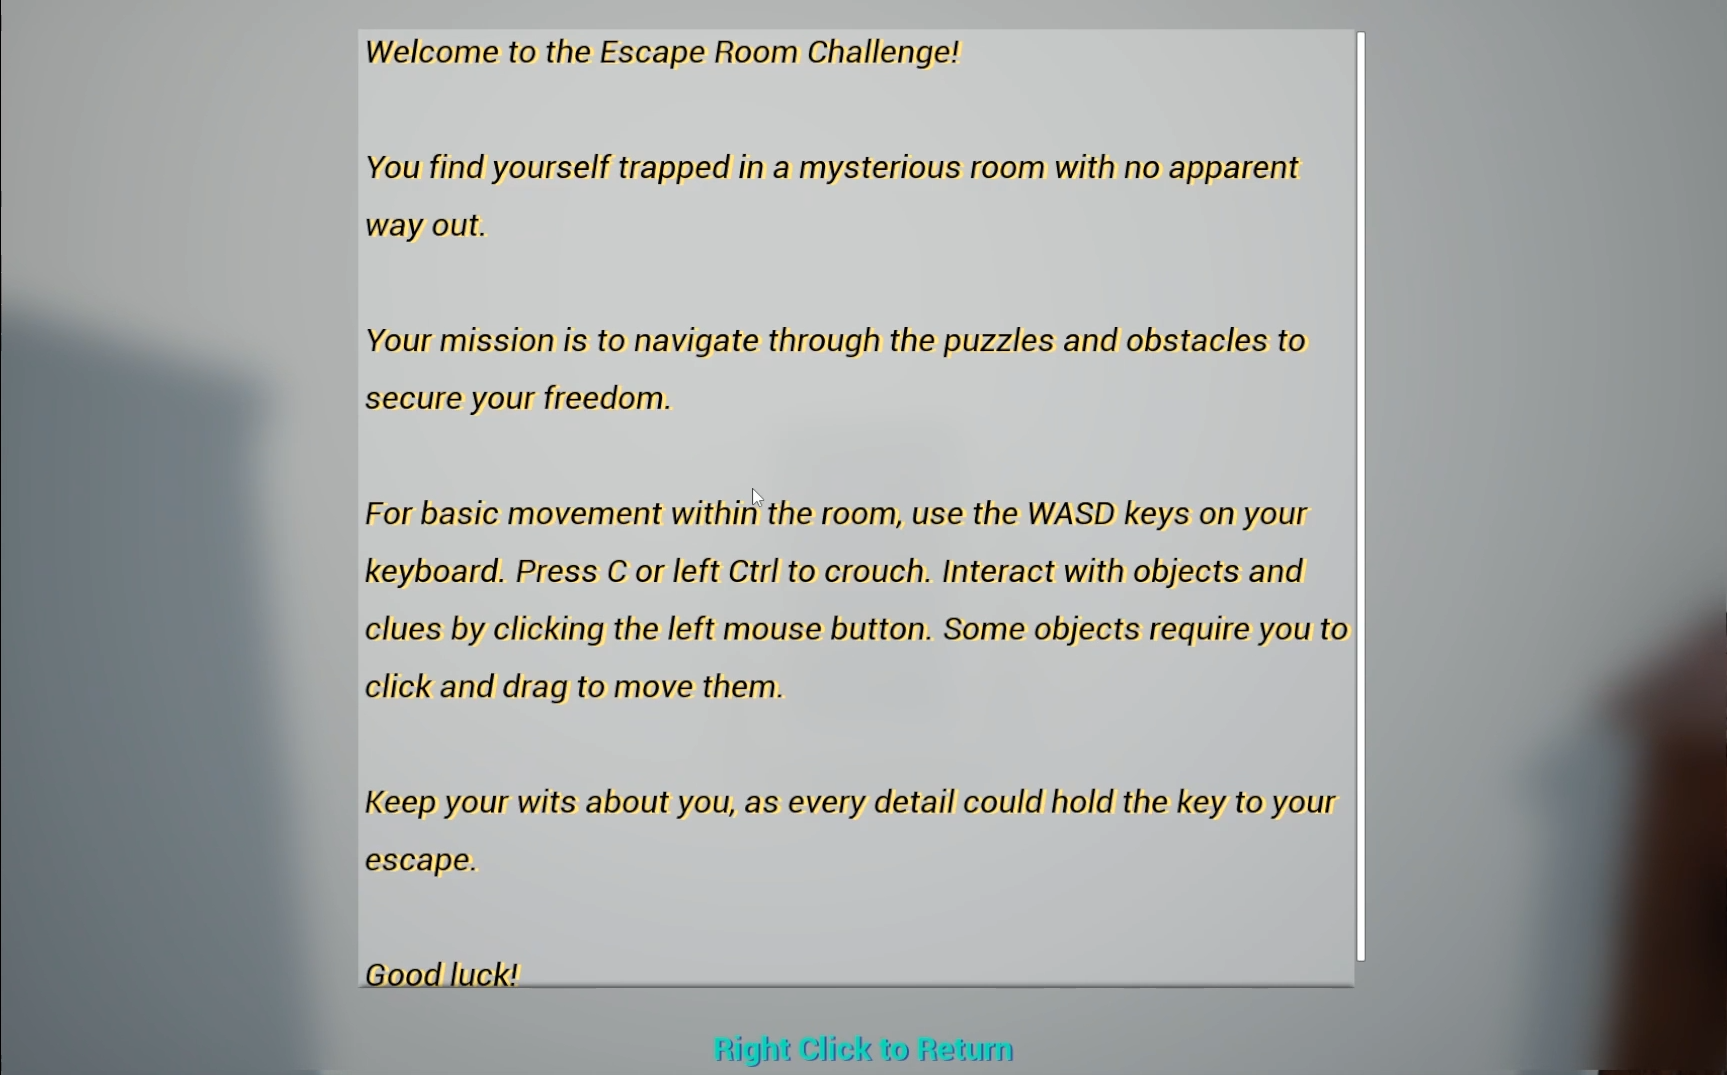 Welcome to the Escape Room Challenge!
You find yourself trapped in a mysterious room with no apparent
way out.
Your mission is to navigate through the puzzles and obstacles to
secure your freedom.
For basic movement within the room, use the WASD keys on your
keyboard. Press C or left Ctrl to crouch. Interact with objects and
clues by clicking the left mouse button. Some objects require you to
click and drag to move them.
Keep your wits about you, as every detail could hold the key to your
escape.
Good luck!
Right Click to Return